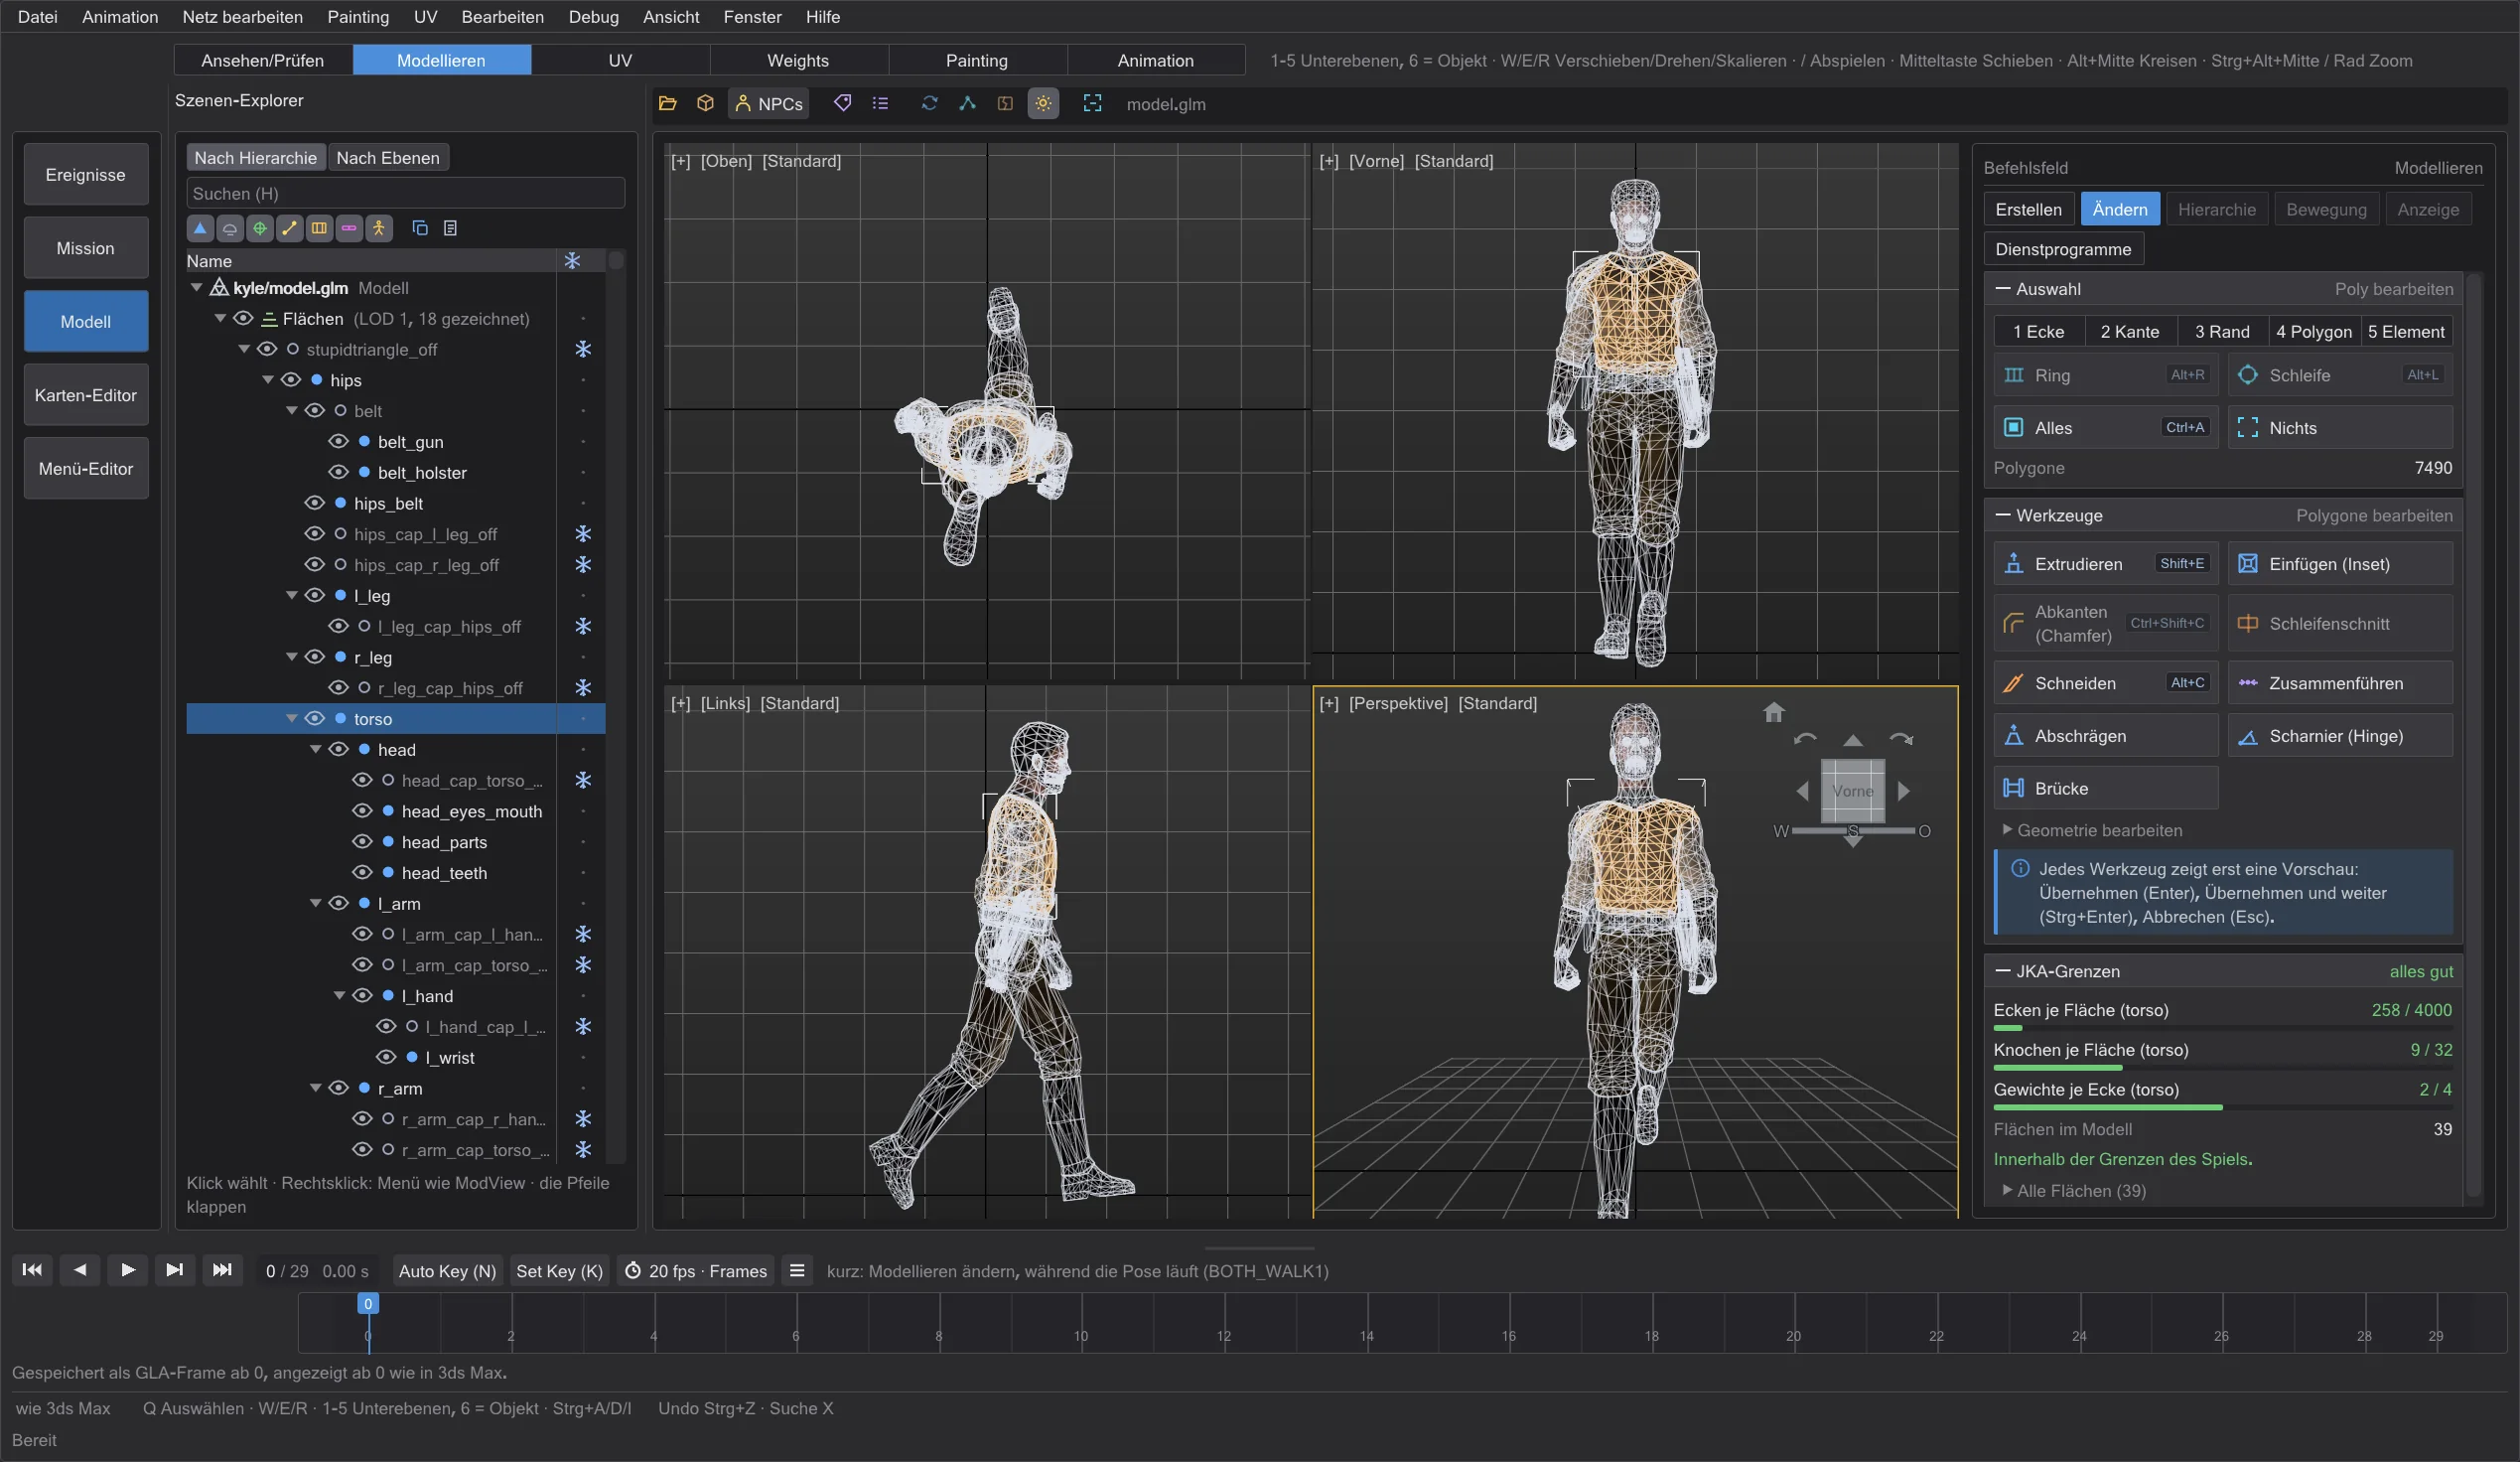 Datei Animation Netz bearbeiten Painting UV Bearbeiten Debug Ansicht Fenster Hilfe
Ansehen/Prüfen Modellieren UV Weights Painting Animation 1-5 Unterebenen, 6 = Objekt · W/E/R Verschieben/Drehen/Skalieren · / Abspielen · Mitteltaste Schieben · Alt+Mitte Kreisen · Strg+Alt+Mitte / Rad Zoom
Szenen-Explorer
NPCs model.glm
Ereignisse
Mission
Modell
Karten-Editor
Menü-Editor
Nach Hierarchie Nach Ebenen
Suchen (H)
Name
kyle/model.glm Modell
Flächen (LOD 1, 18 gezeichnet)
stupidtriangle_off
hips
belt
belt_gun
belt_holster
hips_belt
hips_cap_l_leg_off
hips_cap_r_leg_off
l_leg
l_leg_cap_hips_off
r_leg
r_leg_cap_hips_off
torso
head
head_cap_torso_...
head_eyes_mouth
head_parts
head_teeth
l_arm
l_arm_cap_l_han...
l_arm_cap_torso_...
l_hand
l_hand_cap_l_...
l_wrist
r_arm
r_arm_cap_r_han...
r_arm_cap_torso_...
Klick wählt · Rechtsklick: Menü wie ModView · die Pfeile
klappen
[+] [Oben] [Standard]
[+] [Vorne] [Standard]
[+] [Links] [Standard]
[+] [Perspektive] [Standard]
Vorne
W S O
Befehlsfeld Modellieren
Erstellen Ändern Hierarchie Bewegung Anzeige
Dienstprogramme
Auswahl Poly bearbeiten
1 Ecke 2 Kante 3 Rand 4 Polygon 5 Element
Ring Alt+R Schleife Alt+L
Alles Ctrl+A Nichts
Polygone 7490
Werkzeuge Polygone bearbeiten
Extrudieren Shift+E Einfügen (Inset)
Abkanten
(Chamfer) Ctrl+Shift+C Schleifenschnitt
Schneiden Alt+C Zusammenführen
Abschrägen Scharnier (Hinge)
Brücke
Geometrie bearbeiten
Jedes Werkzeug zeigt erst eine Vorschau:
Übernehmen (Enter), Übernehmen und weiter
(Strg+Enter), Abbrechen (Esc).
JKA-Grenzen alles gut
Ecken je Fläche (torso) 258 / 4000
Knochen je Fläche (torso) 9 / 32
Gewichte je Ecke (torso) 2 / 4
Flächen im Modell 39
Innerhalb der Grenzen des Spiels.
Alle Flächen (39)
0 / 29 0.00 s Auto Key (N) Set Key (K) 20 fps · Frames kurz: Modellieren ändern, während die Pose läuft (BOTH_WALK1)
0
0 2 4 6 8 10 12 14 16 18 20 22 24 26 28 29
Gespeichert als GLA-Frame ab 0, angezeigt ab 0 wie in 3ds Max.
wie 3ds Max Q Auswählen · W/E/R · 1-5 Unterebenen, 6 = Objekt · Strg+A/D/I Undo Strg+Z · Suche X
Bereit